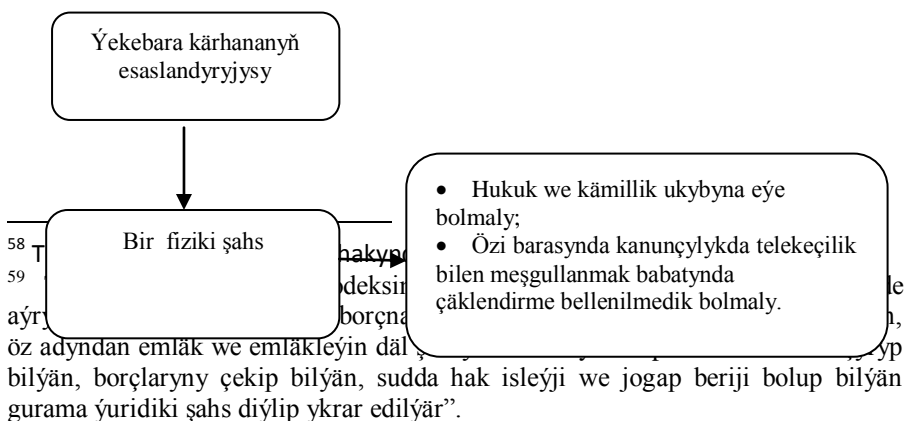 Ýekebara kärhananyň
esaslandyryjysy
Bir fiziki şahs
• Hukuk we kämillik ukybyna eýe
bolmaly;
• Özi barasynda kanunçylykda telekeçilik
bilen meşgullanmak babatynda
çäklendirme bellenilmedik bolmaly.
58
59
öz adyndan emläk we emläkleýin däl
bilýän, borçlaryny çekip bilýän, sudda hak isleýji we jogap beriji bolup bilýän
gurama ýuridiki şahs diýlip ykrar edilýär”.